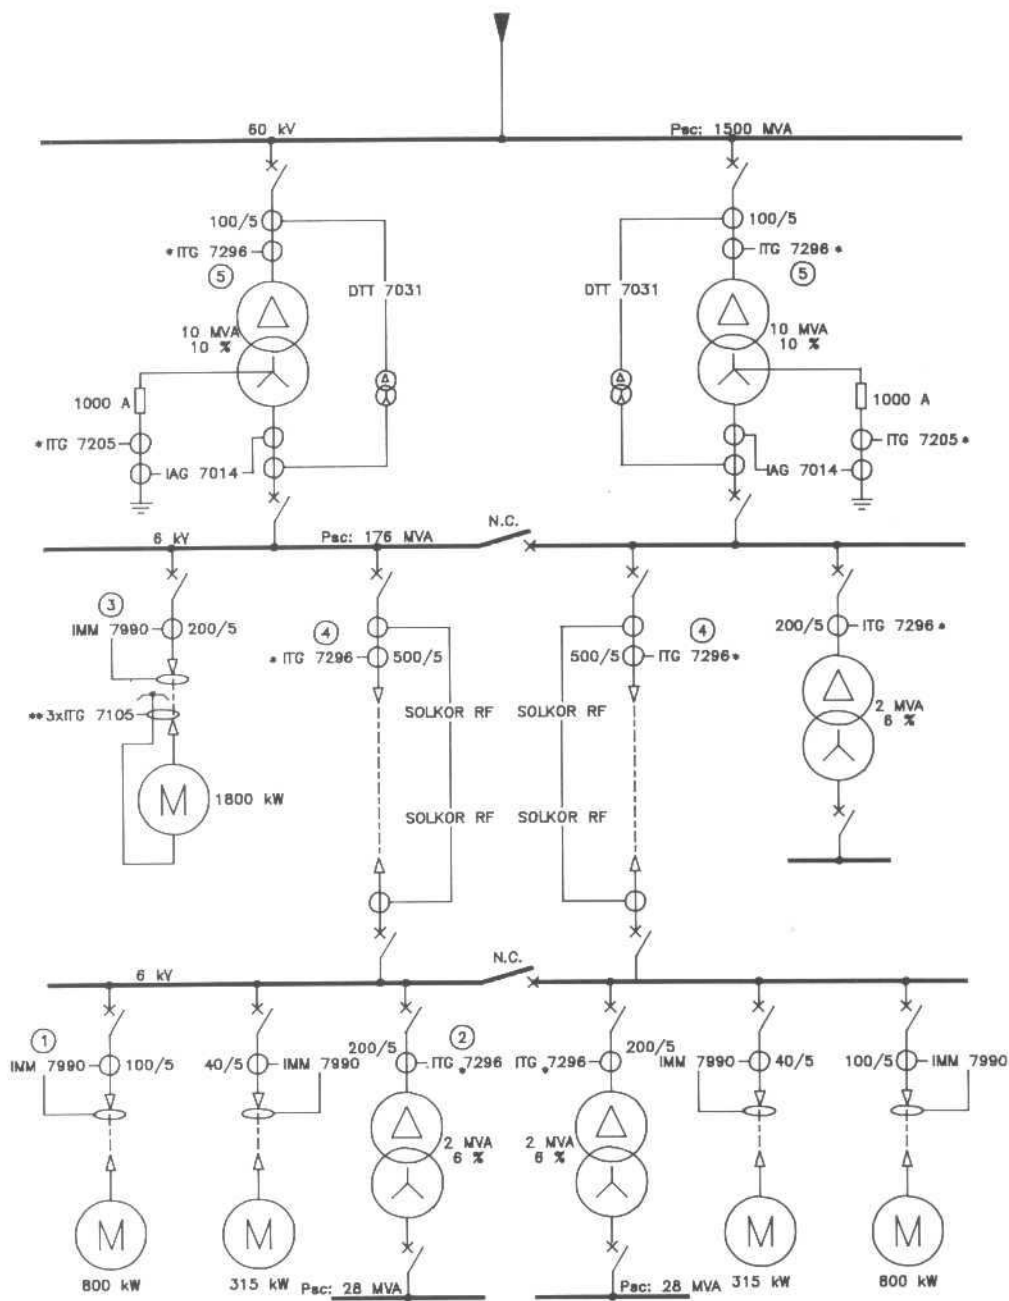 60 kV
Psc: 1500 MVA
100/5
100/5
* ITG 7296
ITG 7296 *
5
5
DTT 7031
DTT 7031
10 MVA
10 %
10 MVA
10 %
1000 A
1000 A
* ITG 7205
ITG 7205 *
IAG 7014
IAG 7014
N.C.
6 kV
Psc: 176 MVA
3
IMM 7990
200/5
4
* ITG 7296
500/5
4
500/5
ITG 7296 *
200/5
ITG 7296 *
** 3xITG 7105
SOLKOR RF
SOLKOR RF
2 MVA
6 %
M
1800 kW
SOLKOR RF
SOLKOR RF
N.C.
6 kV
1
IMM 7990
100/5
40/5
IMM 7990
200/5
2
ITG * 7296
ITG * 7296
200/5
IMM 7990
40/5
100/5
IMM 7990
2 MVA
6 %
2 MVA
6 %
M
M
M
M
800 kW
315 kW
Psc: 28 MVA
Psc: 28 MVA
315 kW
800 kW